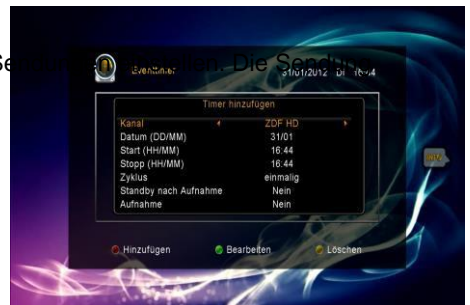 Die
Eventtimer 31/01/2012 Di 16:44
Timer hinzufügen
Kanal ZDF HD
Datum (DD/MM) 31/01
Start (HH/MM) 16:44
Stopp (HH/MM) 16:44
Zyklus einmalig
Standby nach Aufnahme Nein
Aufnahme Nein
Hinzufügen Bearbeiten Löschen